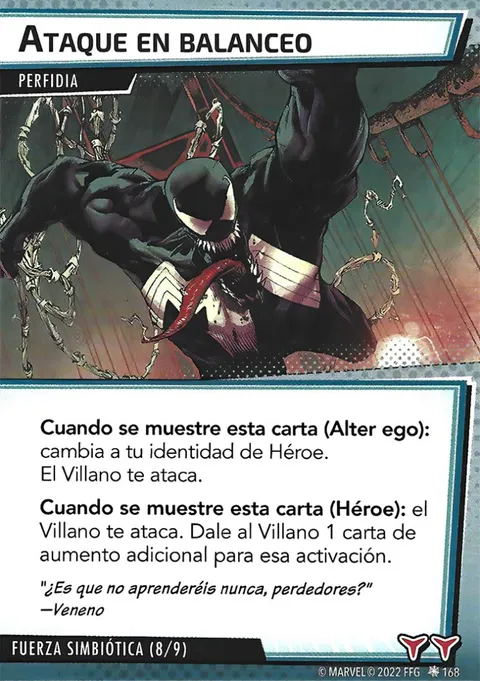 ATAQUE EN BALANCEO
PERFIDIA
Cuando se muestre esta carta (Alter ego):
cambia a tu identidad de Héroe.
El Villano te ataca.
Cuando se muestre esta carta (Héroe): el
Villano te ataca. Dale al Villano 1 carta de
aumento adicional para esa activación.
"¿Es que no aprenderéis nunca, perdedores?"
—Veneno
FUERZA SIMBIÓTICA (8/9)
© MARVEL © 2022 FFG 168